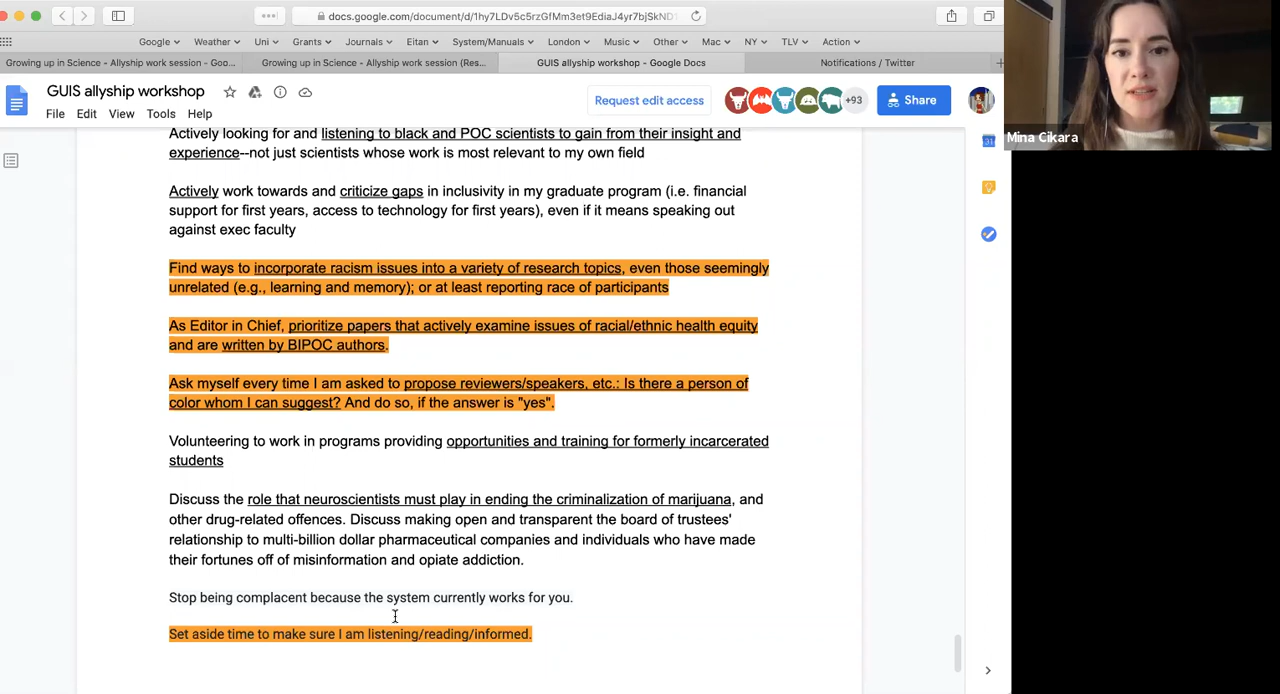 docs.google.com/document/d/1hy7LDv5c5rzGfMm3et9EdiaJ4yr7bjSkND
Google Weather Uni Grants Journals Eitan System/Manuals London Music Other Mac NY TLV Action
Growing up in Science - Allyship work session - Goo... Growing up in Science - Allyship work session (Res... GUIS allyship workshop - Google Docs Notifications / Twitter
GUIS allyship workshop
File Edit View Tools Help
Request edit access
+93
Share
Mina Cikara
Actively looking for and listening to black and POC scientists to gain from their insight and
experience--not just scientists whose work is most relevant to my own field
Actively work towards and criticize gaps in inclusivity in my graduate program (i.e. financial
support for first years, access to technology for first years), even if it means speaking out
against exec faculty
Find ways to incorporate racism issues into a variety of research topics, even those seemingly
unrelated (e.g., learning and memory); or at least reporting race of participants
As Editor in Chief, prioritize papers that actively examine issues of racial/ethnic health equity
and are written by BIPOC authors.
Ask myself every time I am asked to propose reviewers/speakers, etc.: Is there a person of
color whom I can suggest? And do so, if the answer is "yes".
Volunteering to work in programs providing opportunities and training for formerly incarcerated
students
Discuss the role that neuroscientists must play in ending the criminalization of marijuana, and
other drug-related offences. Discuss making open and transparent the board of trustees'
relationship to multi-billion dollar pharmaceutical companies and individuals who have made
their fortunes off of misinformation and opiate addiction.
Stop being complacent because the system currently works for you.
Set aside time to make sure I am listening/reading/informed.